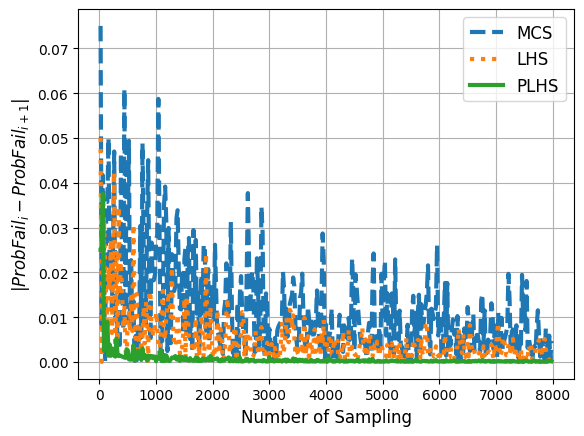 MCS
LHS
PLHS
0.07
0.06
0.05
0.04
0.03
0.02
0.01
0.00
|ProbFail_i − ProbFail_{i+1}|
0 1000 2000 3000 4000 5000 6000 7000 8000
Number of Sampling